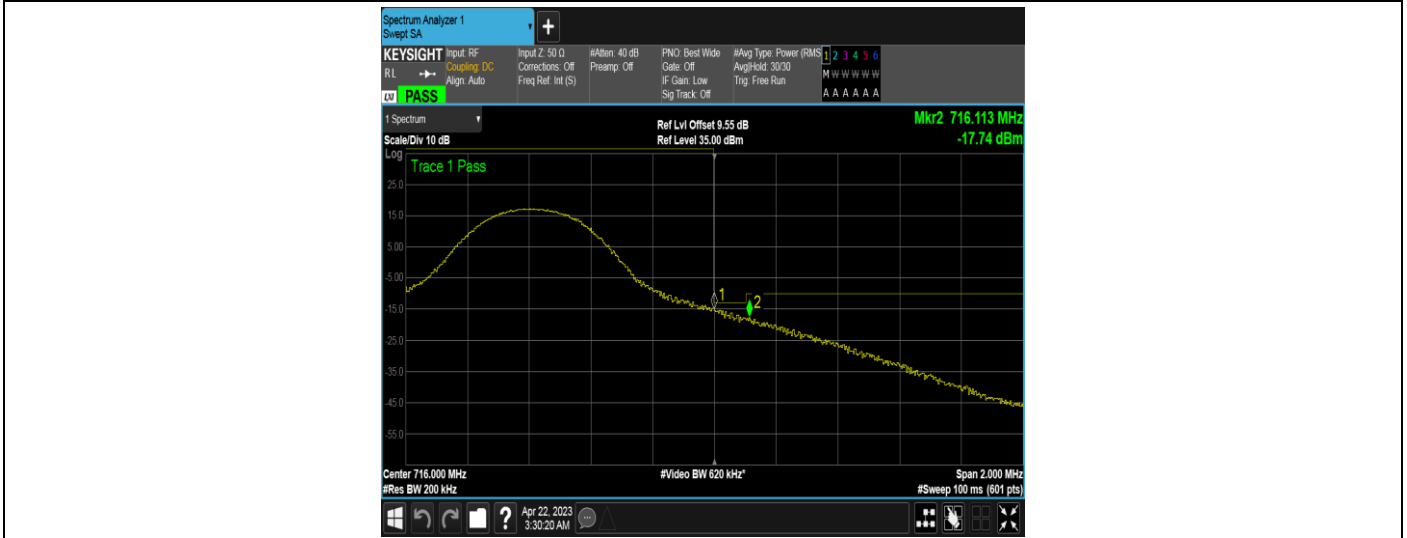 Spectrum Analyzer 1
Swept SA
+
KEYSIGHT Input: RF Input Z: 50 Ω #Atten: 40 dB PNO: Best Wide #Avg Type: Power (RMS 1 2 3 4 5 6
Coupling: DC Corrections: Off Preamp: Off Gate: Off Avg|Hold: 30/30
RL Align: Auto Freq Ref: Int (S) IF Gain: Low Trig: Free Run M W W W W W
Sig Track: Off
LXI PASS A A A A A A
1 Spectrum Ref Lvl Offset 9.55 dB Mkr2 716.113 MHz
Scale/Div 10 dB Ref Level 35.00 dBm -17.74 dBm
Log
Trace 1 Pass
25.0
15.0
5.00
-5.00
1
2
-15.0
-25.0
-35.0
-45.0
-55.0
Center 716.000 MHz #Video BW 620 kHz* Span 2.000 MHz
#Res BW 200 kHz #Sweep 100 ms (601 pts)
? Apr 22, 2023
3:30:20 AM